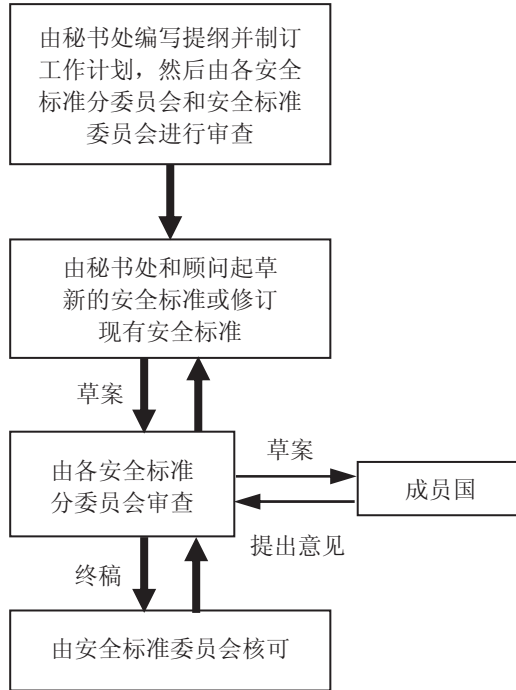 由秘书处编写提纲并制订
工作计划，然后由各安全
标准分委员会和安全标准
委员会进行审查
由秘书处和顾问起草
新的安全标准或修订
现有安全标准
草案
由各安全标准
分委员会审查
草案
成员国
提出意见
终稿
由安全标准委员会核可